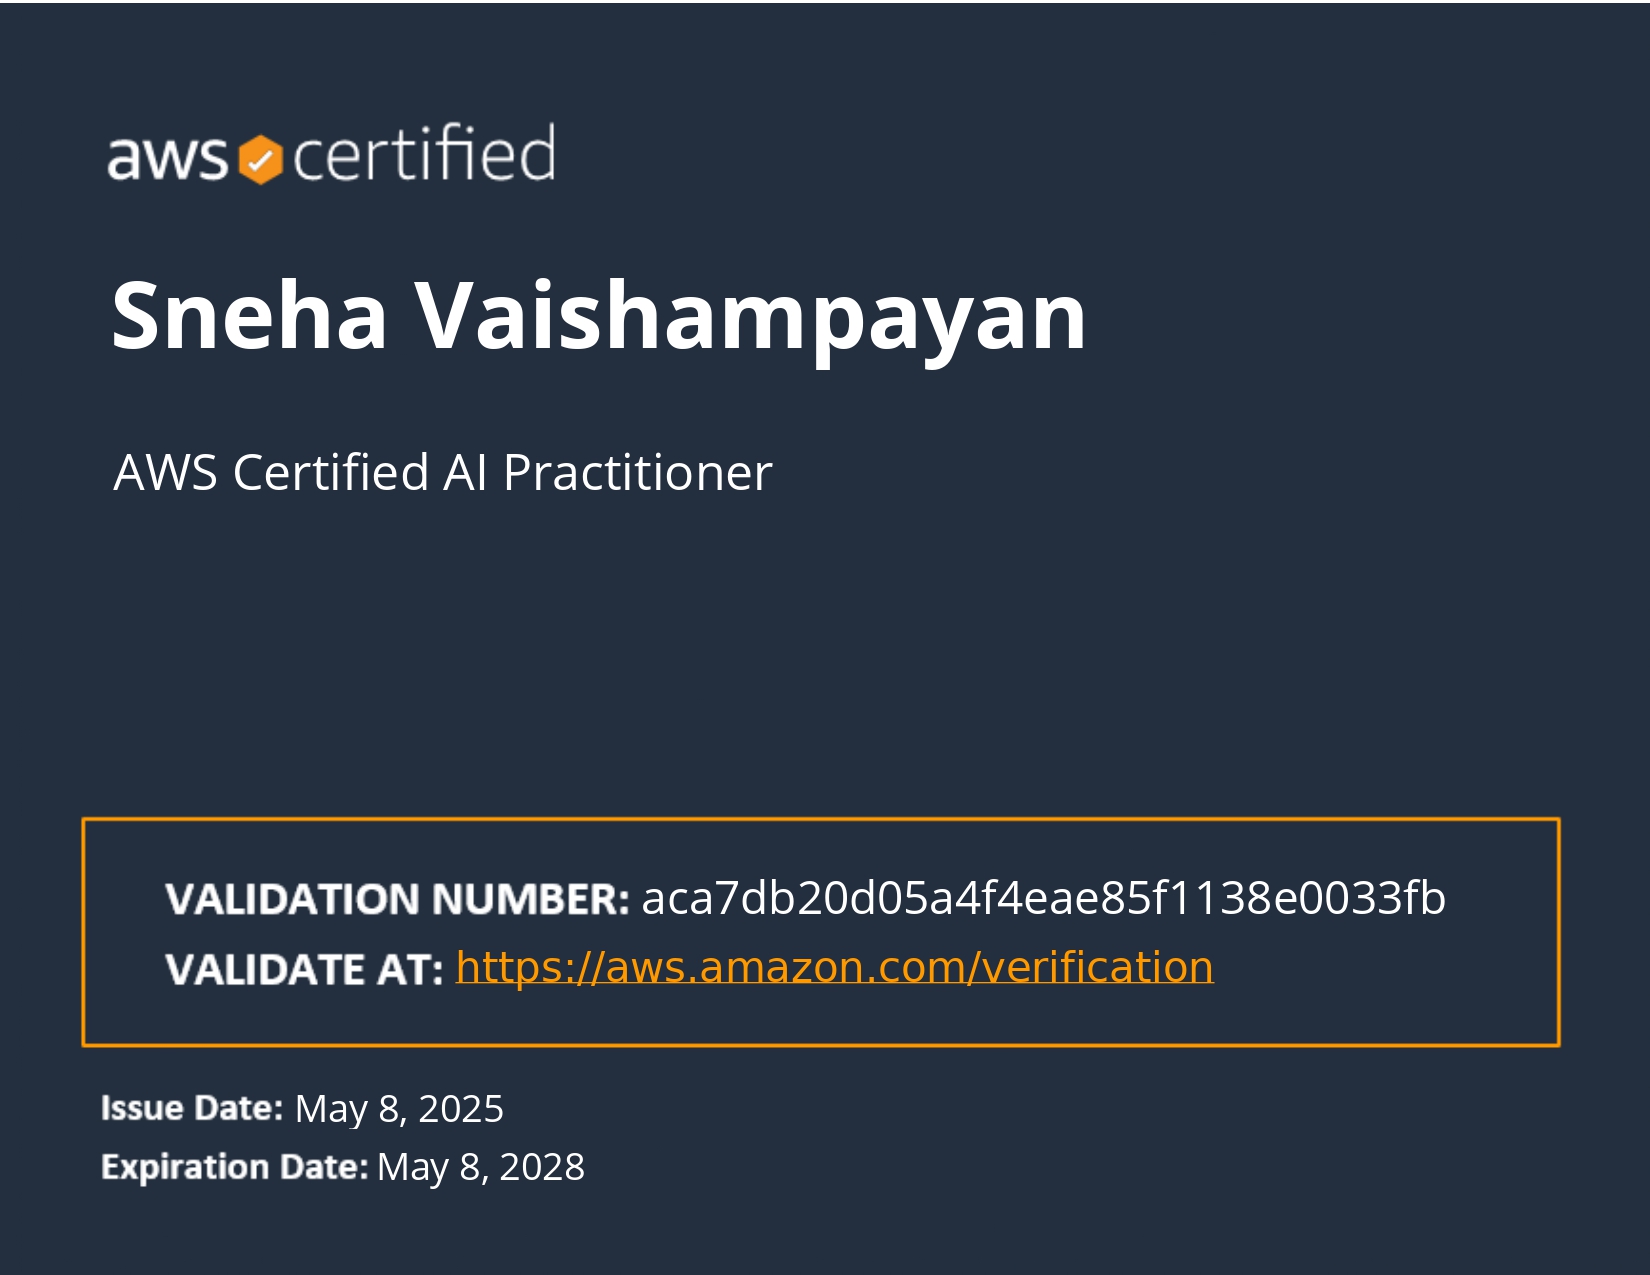 aws certified
Sneha Vaishampayan
AWS Certified AI Practitioner
VALIDATION NUMBER: aca7db20d05a4f4eae85f1138e0033fb
VALIDATE AT: https://aws.amazon.com/verification
Issue Date: May 8, 2025
Expiration Date: May 8, 2028